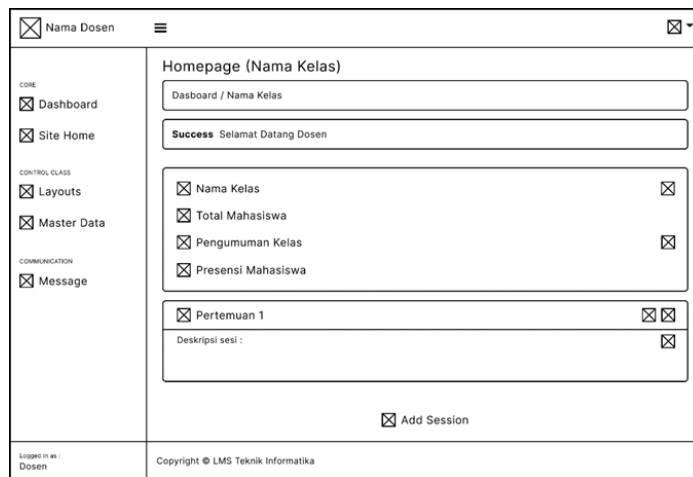 Nama Dosen
Homepage (Nama Kelas)
Dasboard / Nama Kelas
Success Selamat Datang Dosen
CORE
Dashboard
Site Home
CONTROL CLASS
Layouts
Master Data
COMMUNICATION
Message
Nama Kelas
Total Mahasiswa
Pengumuman Kelas
Presensi Mahasiswa
Pertemuan 1
Deskripsi sesi :
Add Session
Logged in as :
Dosen
Copyright © LMS Teknik Informatika